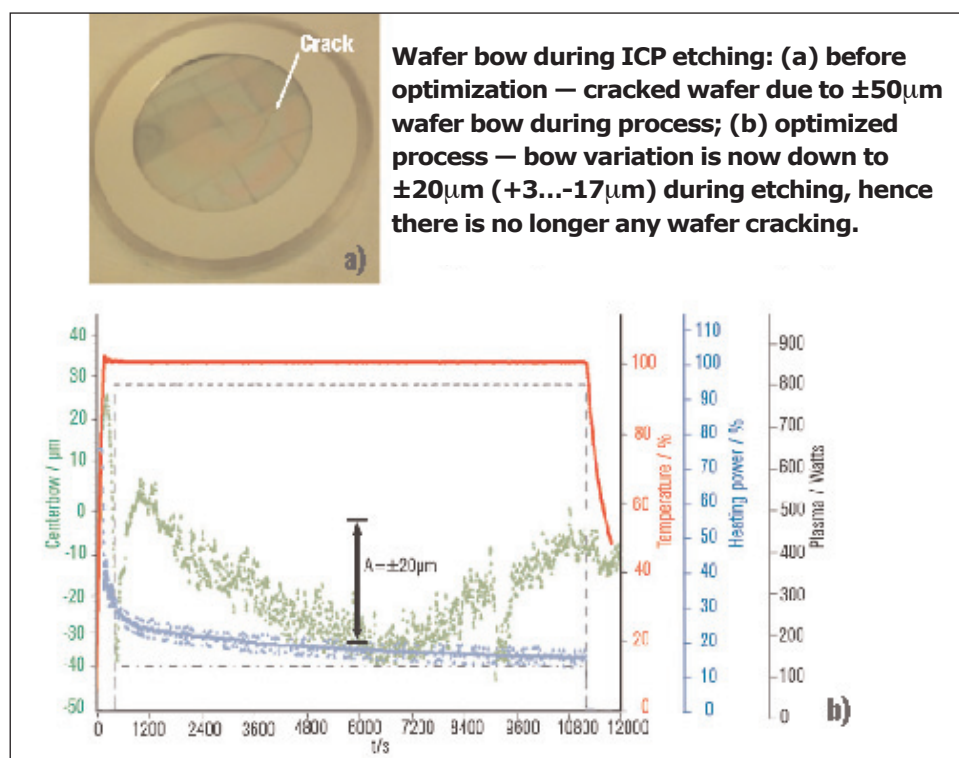 Crack
a)
Wafer bow during ICP etching: (a) before
optimization — cracked wafer due to ±50µm
wafer bow during process; (b) optimized
process — bow variation is now down to
±20µm (+3...-17µm) during etching, hence
there is no longer any wafer cracking.
Centerbow / µm
40
30
20
10
0
-10
-20
-30
-40
-50
A=±20µm
0 1200 2400 3600 4800 6000 7200 8400 9600 10800 12000
t/s
Temperature / %
100
80
60
40
20
0
Heating power / %
110
100
90
80
70
60
50
40
30
20
10
0
Plasma / Watts
900
800
700
600
500
400
300
200
100
0
b)